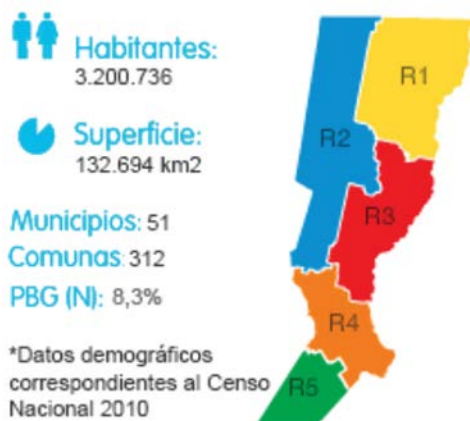 Habitantes:
3.200.736
Superficie:
132.694 km2
Municipios: 51
Comunas: 312
PBG (N): 8,3%
*Datos demográficos
correspondientes al Censo
Nacional 2010
R1
R2
R3
R4
R5